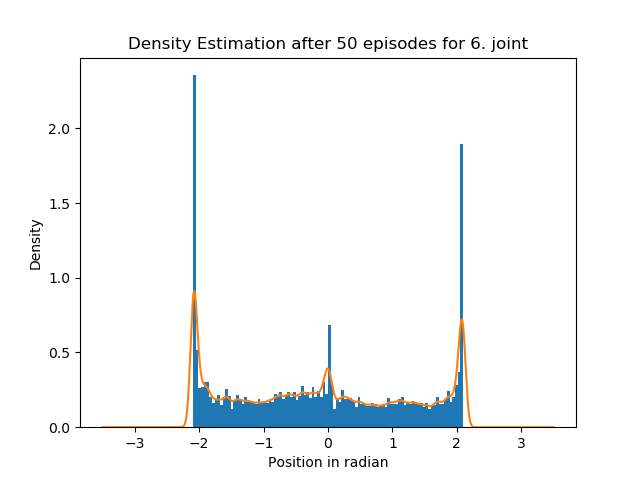 Density Estimation after 50 episodes for 6. joint
2.0
1.5
1.0
0.5
0.0
Density
−3 −2 −1 0 1 2 3
Position in radian